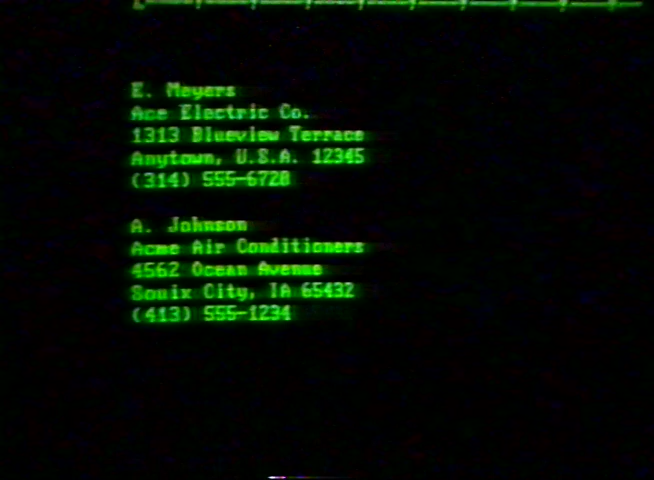 E. Meyers
Ace Electric Co.
1313 Blueview Terrace
Anytown, U.S.A. 12345
(314) 555-6728
A. Johnson
Acme Air Conditioners
4562 Ocean Avenue
Souix City, IA 65432
(413) 555-1234